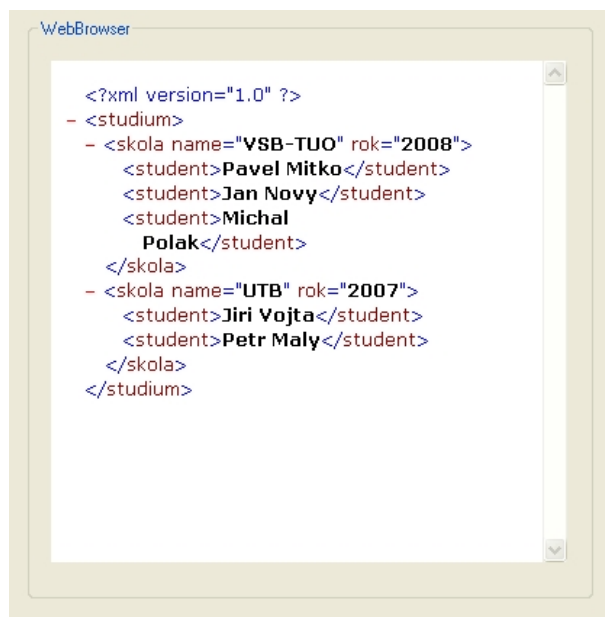 WebBrowser
<?xml version="1.0" ?>
- <studium>
- <skola name="VSB-TUO" rok="2008">
<student>Pavel Mitko</student>
<student>Jan Novy</student>
<student>Michal
Polak</student>
</skola>
- <skola name="UTB" rok="2007">
<student>Jiri Vojta</student>
<student>Petr Maly</student>
</skola>
</studium>